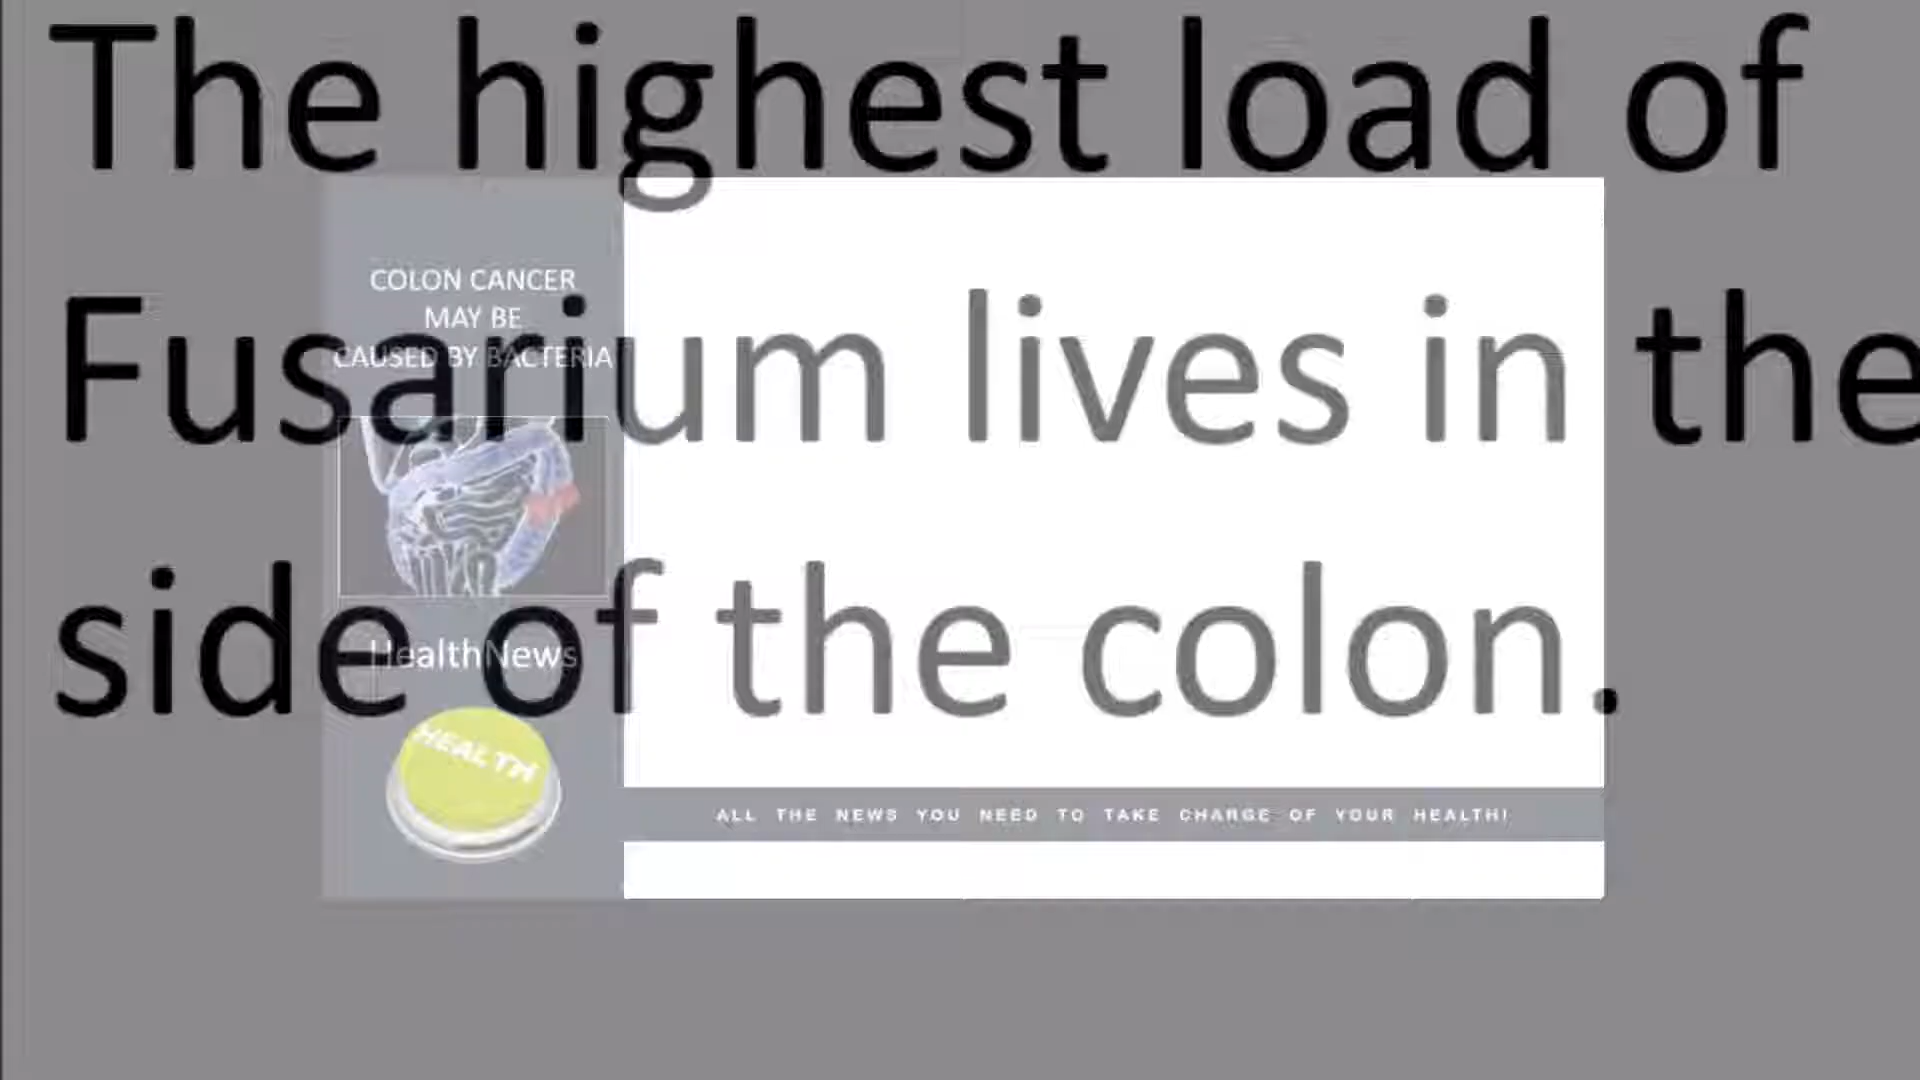 The highest load of
Fusarium lives in the
side of the colon.
COLON CANCER
MAY BE
CAUSED BY BACTERIA
HealthNews
HEALTH
ALL THE NEWS YOU NEED TO TAKE CHARGE OF YOUR HEALTH!